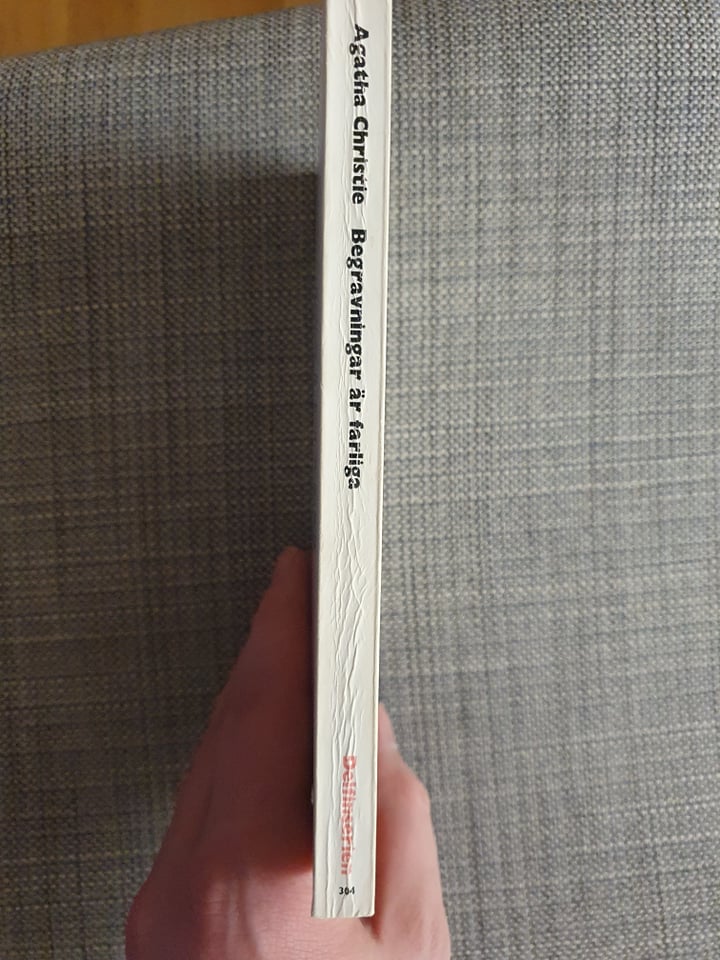 Agatha Christie Begravningar är farliga
Delfinserien
304